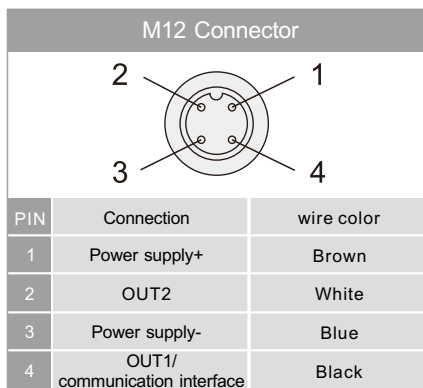 M12 Connector
2 1
3 4
PIN Connection wire color
1 Power supply+ Brown
2 OUT2 White
3 Power supply- Blue
4 OUT1/
communication interface Black